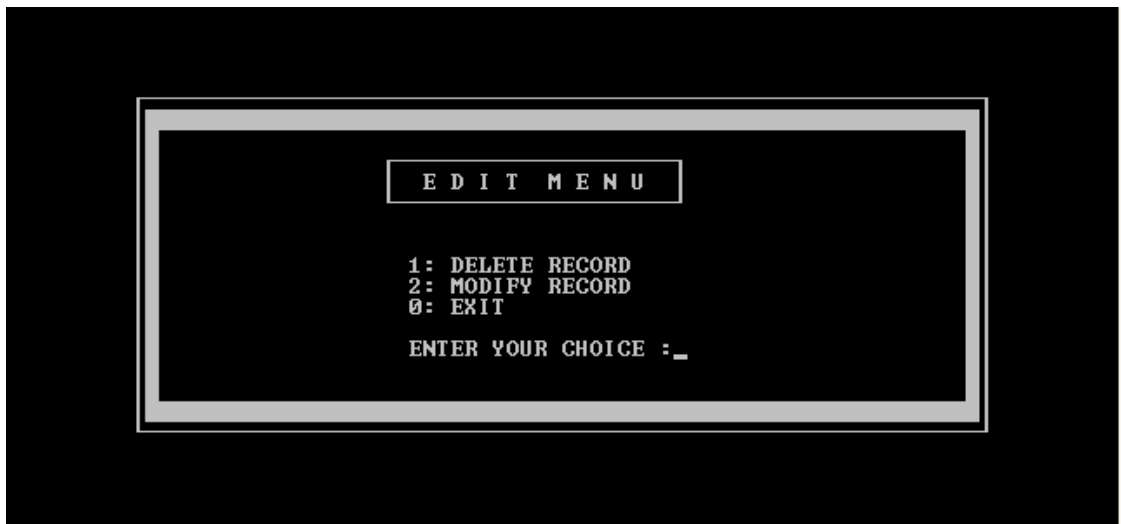 E D I T  M E N U
1: DELETE RECORD
2: MODIFY RECORD
0: EXIT
ENTER YOUR CHOICE :_